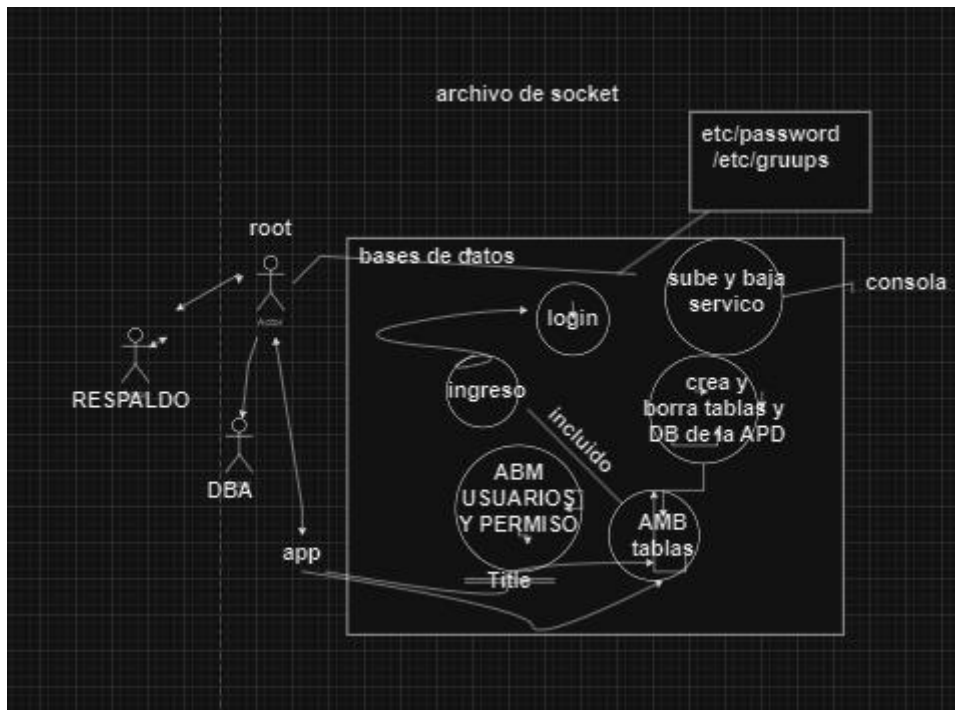 archivo de socket
etc/password
/etc/gruups
root
bases de datos
sube y baja
servico
consola
Actor
login
RESPALDO
ingreso
crea y
borra tablas y
DB de la APD
incluido
DBA
ABM
USUARIOS
Y PERMISO
AMB
tablas
app
Title